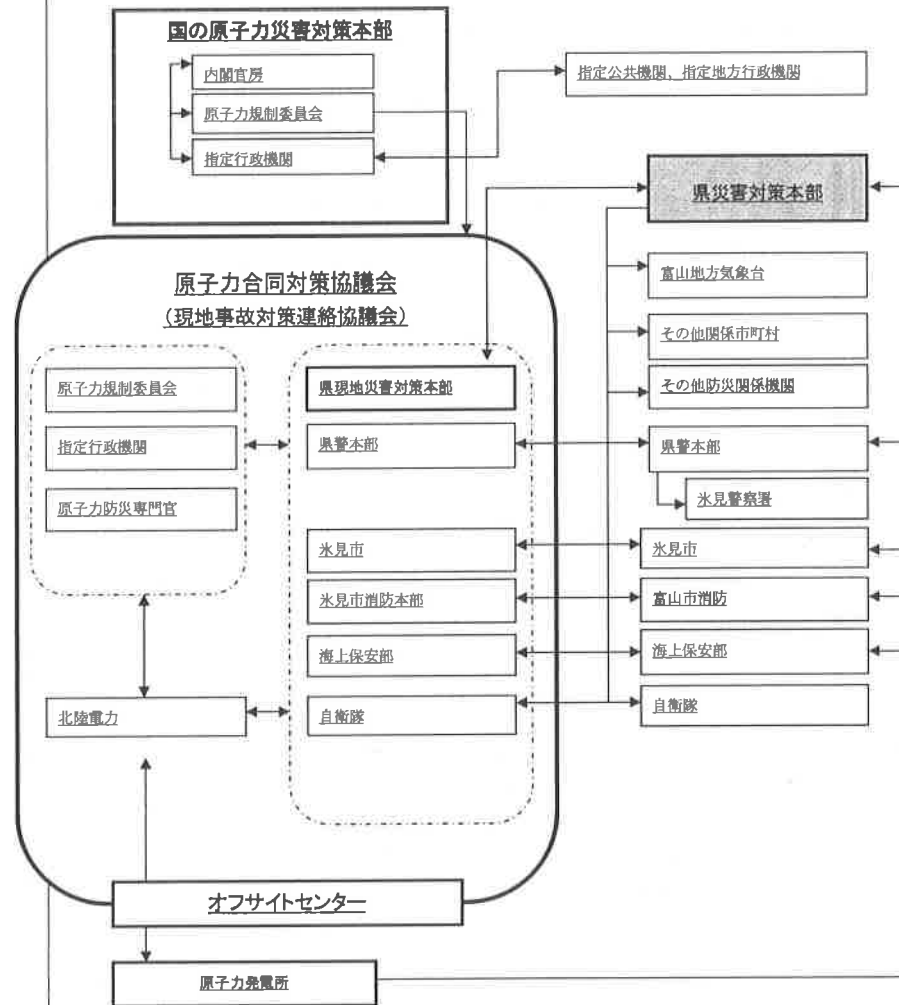 国の原子力災害対策本部
内閣官房
原子力規制委員会
指定行政機関
指定公共機関、指定地方行政機関
県災害対策本部
原子力合同対策協議会
(現地事故対策連絡協議会)
原子力規制委員会
指定行政機関
原子力防災専門官
北陸電力
県現地災害対策本部
県警本部
氷見市
氷見市消防本部
海上保安部
自衛隊
富山地方気象台
その他関係市町村
その他防災関係機関
県警本部
氷見警察署
氷見市
富山市消防
海上保安部
自衛隊
オフサイトセンター
原子力発電所